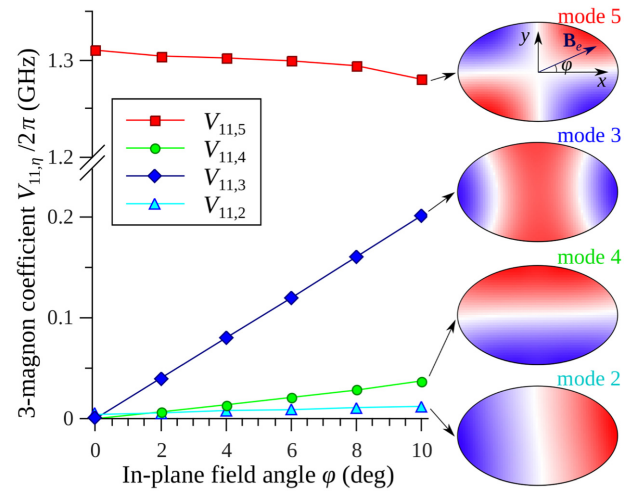 3-magnon coefficient V11,η/2π (GHz)
1.3
1.2
0.2
0.1
0
V11,5
V11,4
V11,3
V11,2
0 2 4 6 8 10
In-plane field angle φ (deg)
mode 5
y
Be
φ
x
mode 3
mode 4
mode 2